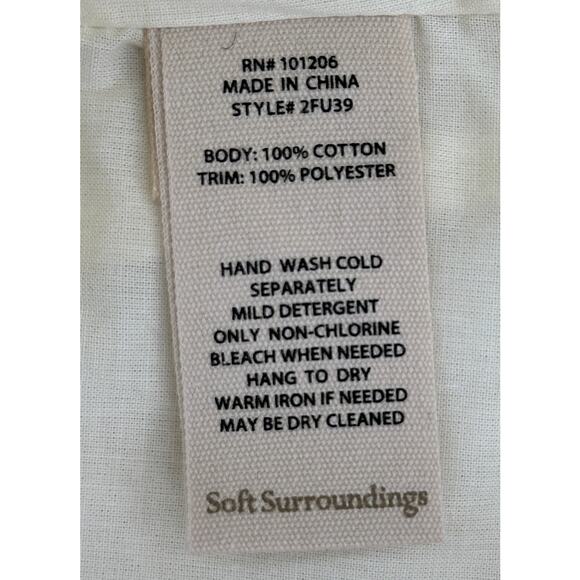 RN# 101206
MADE IN CHINA
STYLE# 2FU39
BODY: 100% COTTON
TRIM: 100% POLYESTER
HAND WASH COLD
SEPARATELY
MILD DETERGENT
ONLY NON-CHLORINE
BLEACH WHEN NEEDED
HANG TO DRY
WARM IRON IF NEEDED
MAY BE DRY CLEANED
Soft Surroundings